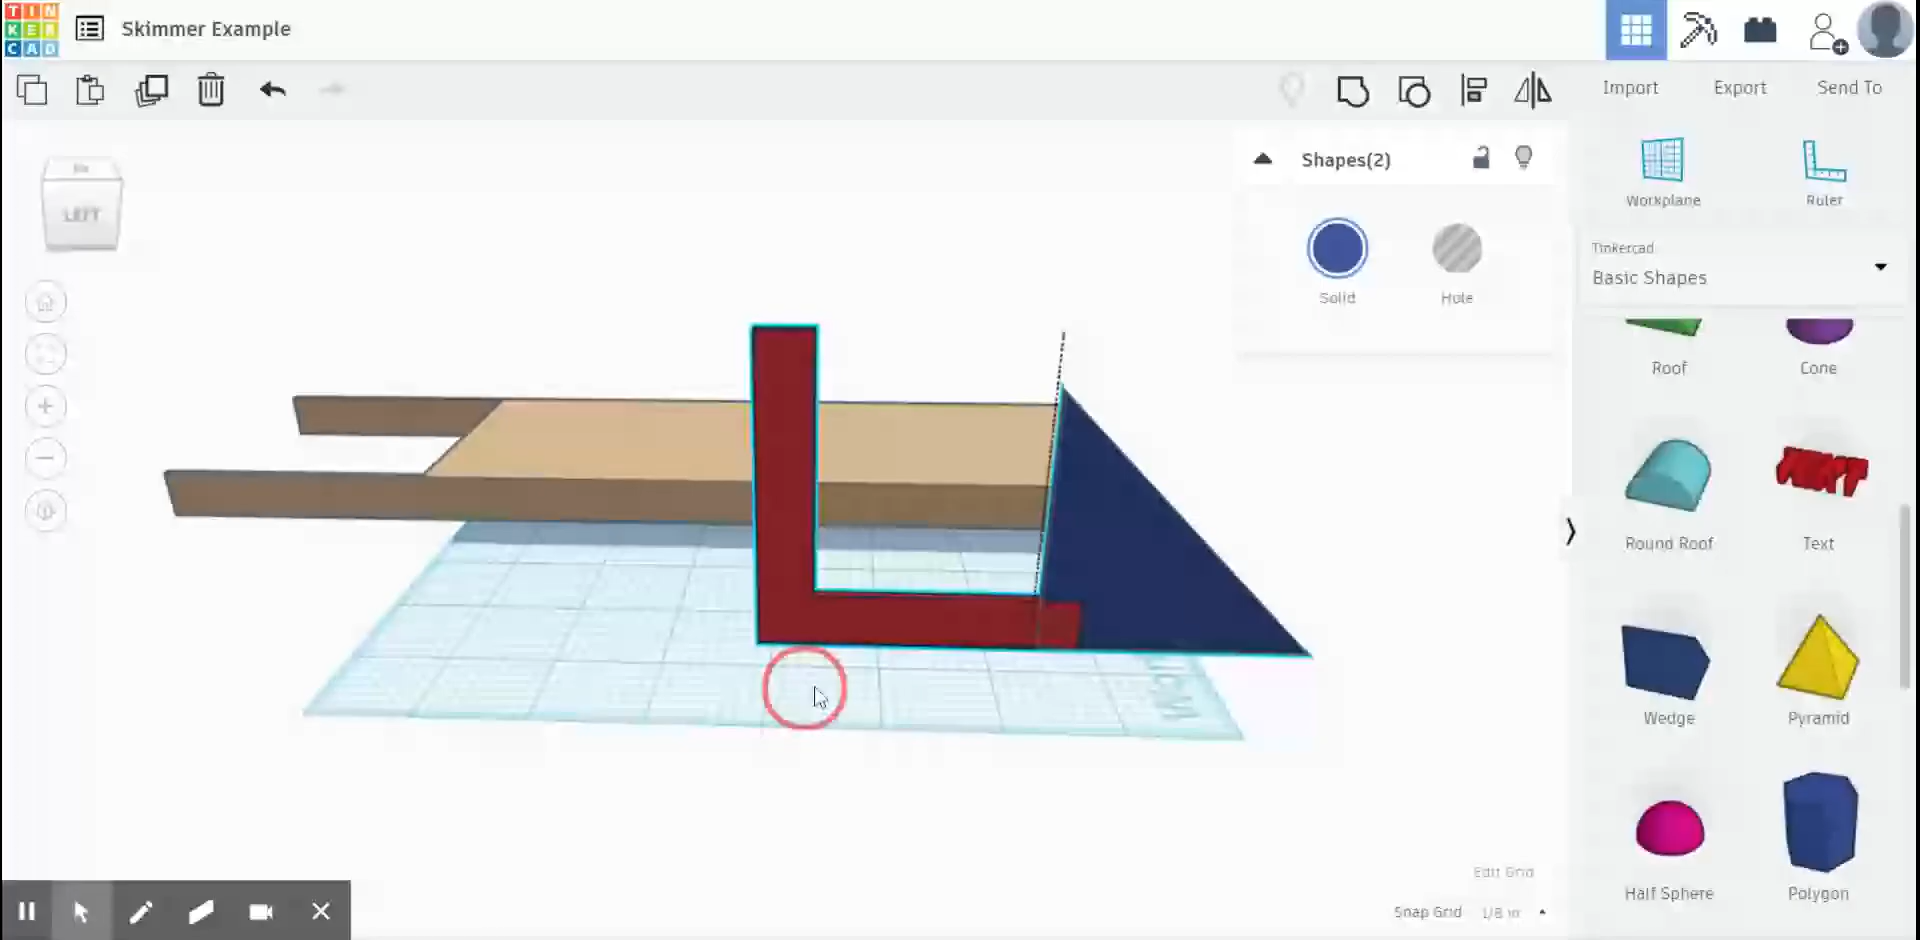 TIN
KER
CAD
Skimmer Example
Import
Export
Send To
Shapes(2)
LEFT
Workplane
Ruler
Solid
Hole
Tinkercad
Basic Shapes
Roof
Cone
Round Roof
Text
TEXT
Wedge
Pyramid
Half Sphere
Polygon
Edit Grid
Snap Grid 1/8 in